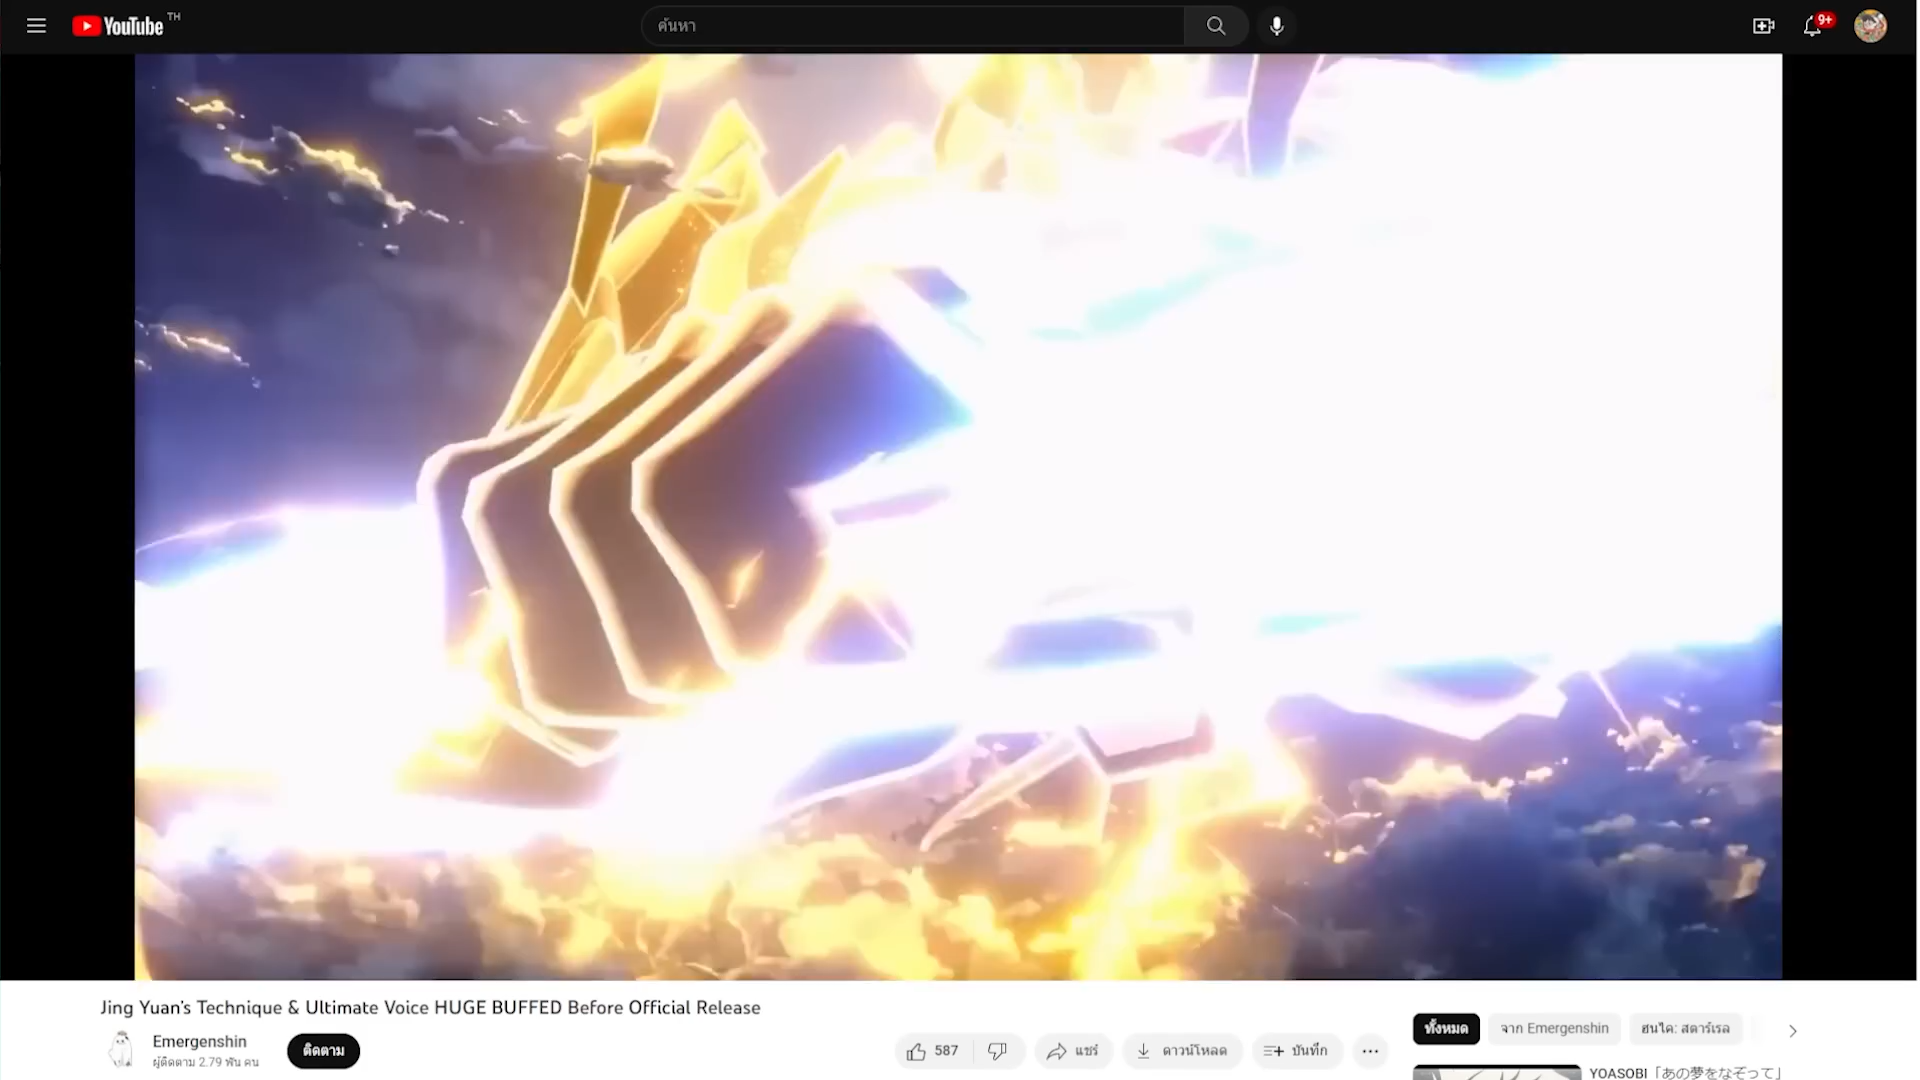 YouTube TH
ค้นหา
9+
Jing Yuan's Technique & Ultimate Voice HUGE BUFFED Before Official Release
Emergenshin
ผู้ติดตาม 2.79 พัน คน
ติดตาม
587
แชร์
ดาวน์โหลด
บันทึก
ทั้งหมด
จาก Emergenshin
ฮนไค: สตาร์เรล
YOASOBI「あの夢をなぞって」